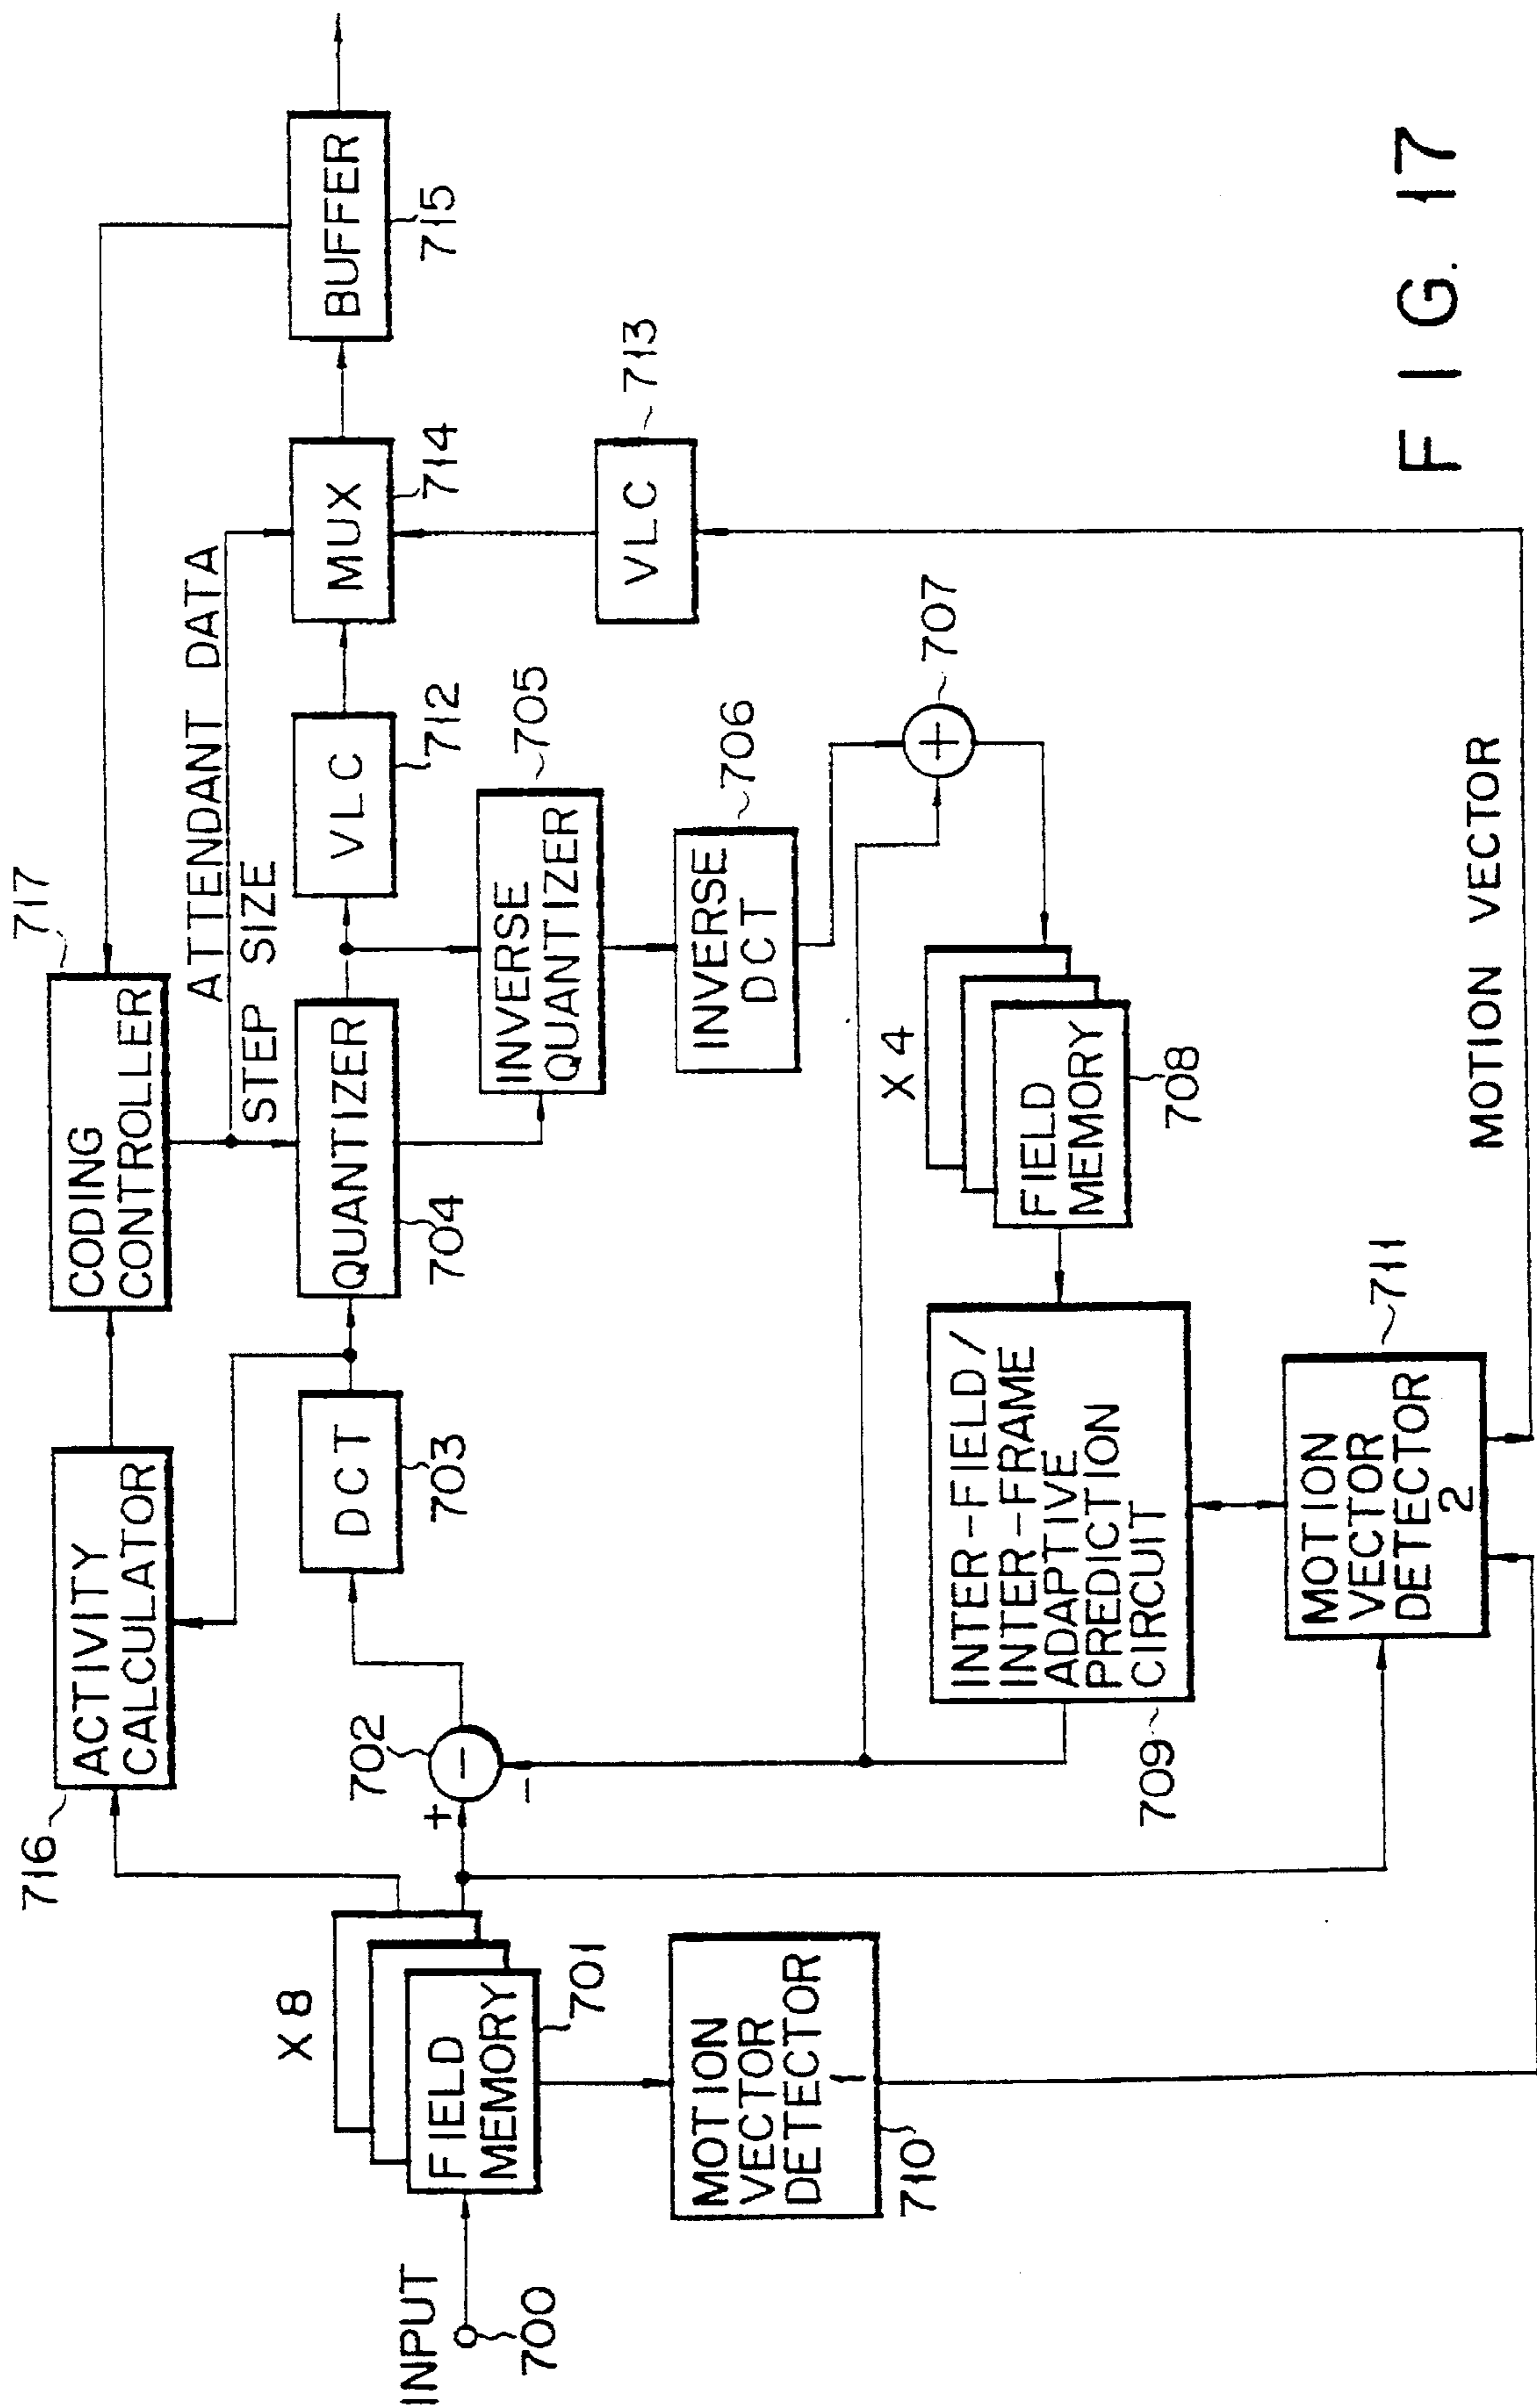 717
716
ACTIVITY
CALCULATOR
CODING
CONTROLLER
ATTENDANT DATA
STEP SIZE
INPUT
700
X 8
FIELD
MEMORY
701
+
−
−
702
DCT
703
QUANTIZER
704
VLC
712
MUX
714
BUFFER
715
INVERSE
QUANTIZER
705
VLC
713
INVERSE
DCT
706
+
707
MOTION
VECTOR
DETECTOR
1
710
X 4
FIELD
MEMORY
708
INTER-FIELD/
INTER-FRAME
ADAPTIVE
PREDICTION
CIRCUIT
709
MOTION
VECTOR
DETECTOR
2
711
MOTION VECTOR
FIG. 17